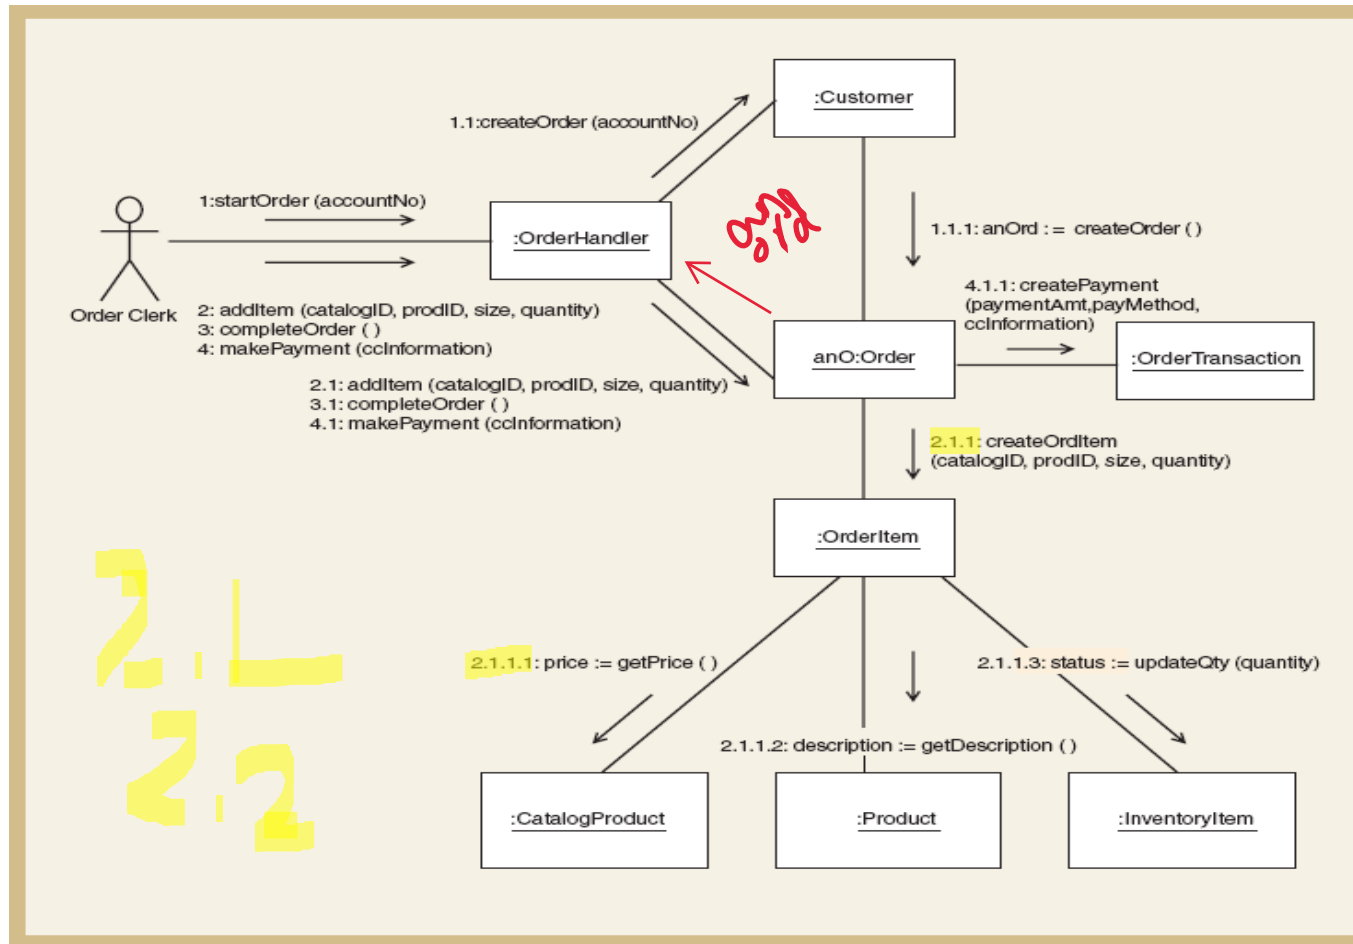 :Customer
1.1:createOrder (accountNo)
1:startOrder (accountNo)
:OrderHandler
1.1.1: anOrd := createOrder ( )
Order Clerk
2: addItem (catalogID, prodID, size, quantity)
3: completeOrder ( )
4: makePayment (ccInformation)
4.1.1: createPayment
(paymentAmt,payMethod,
ccInformation)
anO:Order
:OrderTransaction
2.1: addItem (catalogID, prodID, size, quantity)
3.1: completeOrder ( )
4.1: makePayment (ccInformation)
2.1.1: createOrdItem
(catalogID, prodID, size, quantity)
:OrderItem
2.1
2.1.1.1: price := getPrice ( )
2.1.1.3: status := updateQty (quantity)
2.2
2.1.1.2: description := getDescription ( )
:CatalogProduct
:Product
:InventoryItem